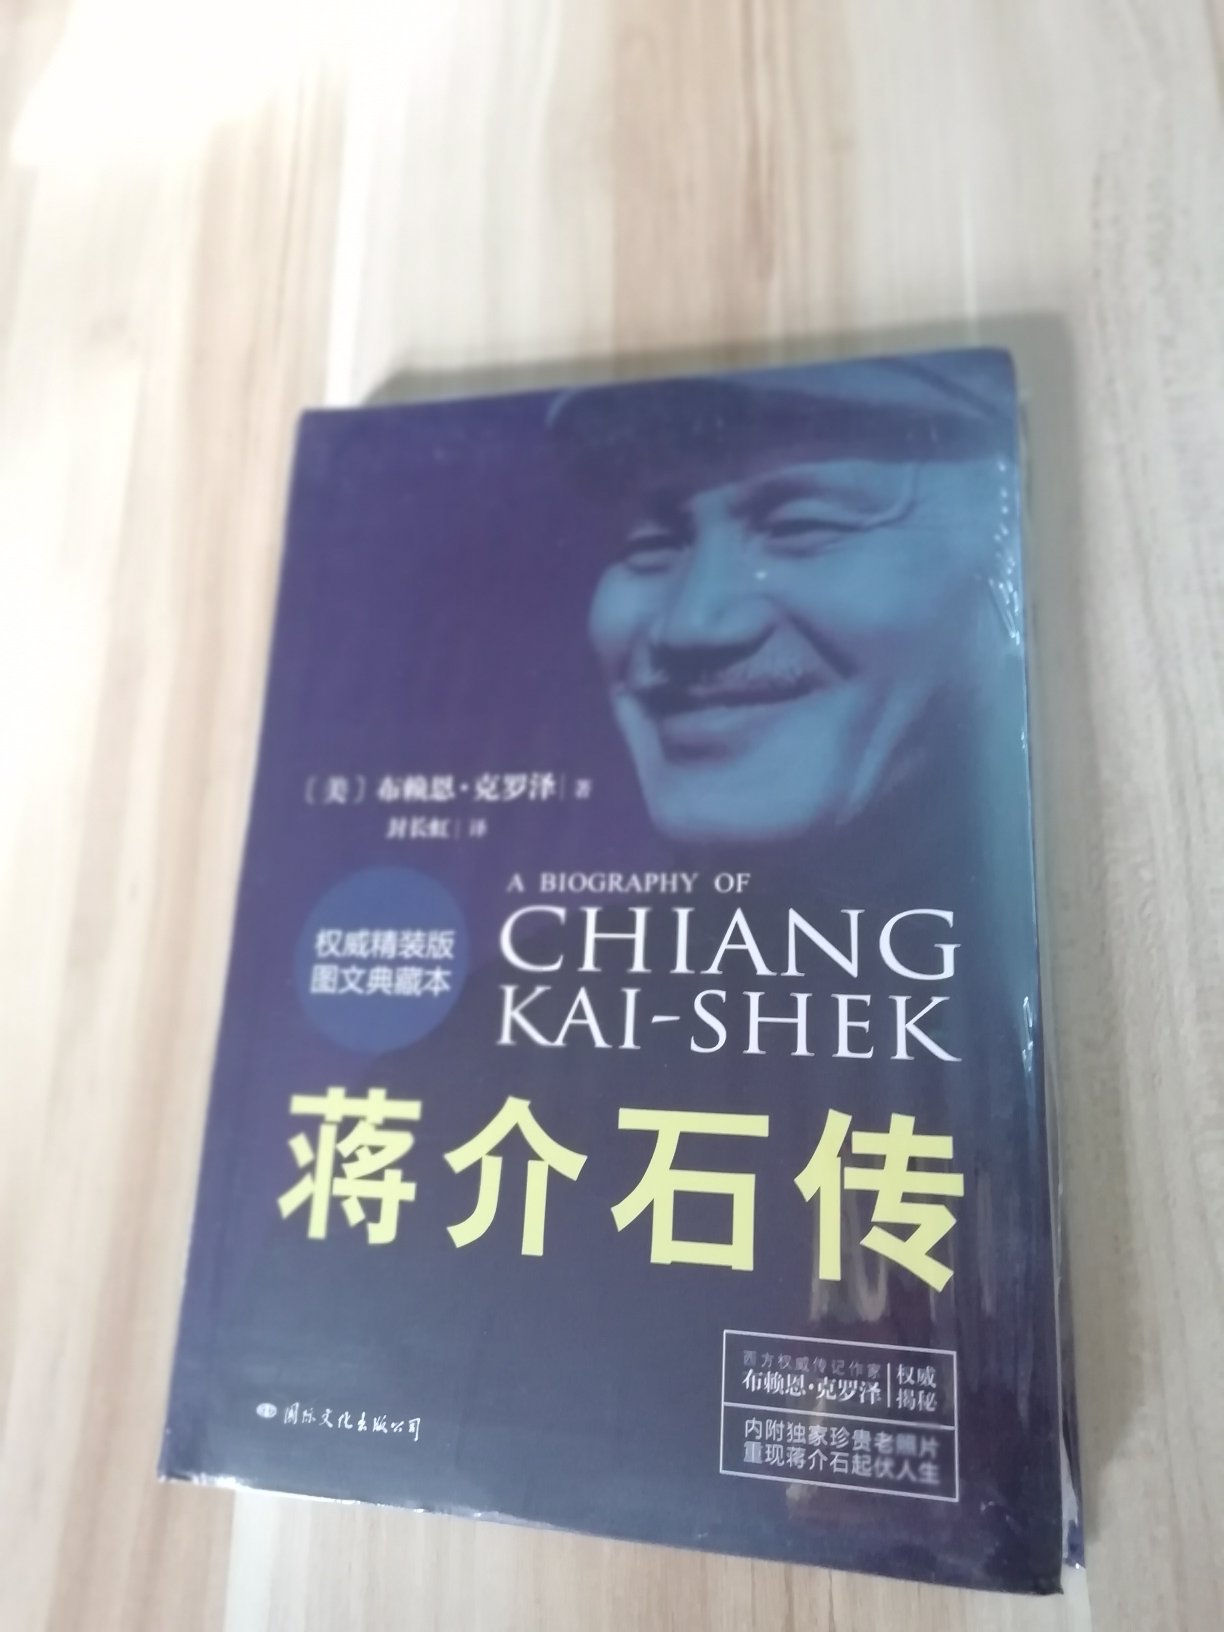 〔美〕布赖恩·克罗泽|著
封长虹|译
A BIOGRAPHY OF
CHIANG
KAI-SHEK
权威精装版
图文典藏本
蒋介石传
西方权威传记作家
布赖恩·克罗泽
权威
揭秘
内附独家珍贵老照片
重现蒋介石起伏人生
国际文化出版公司